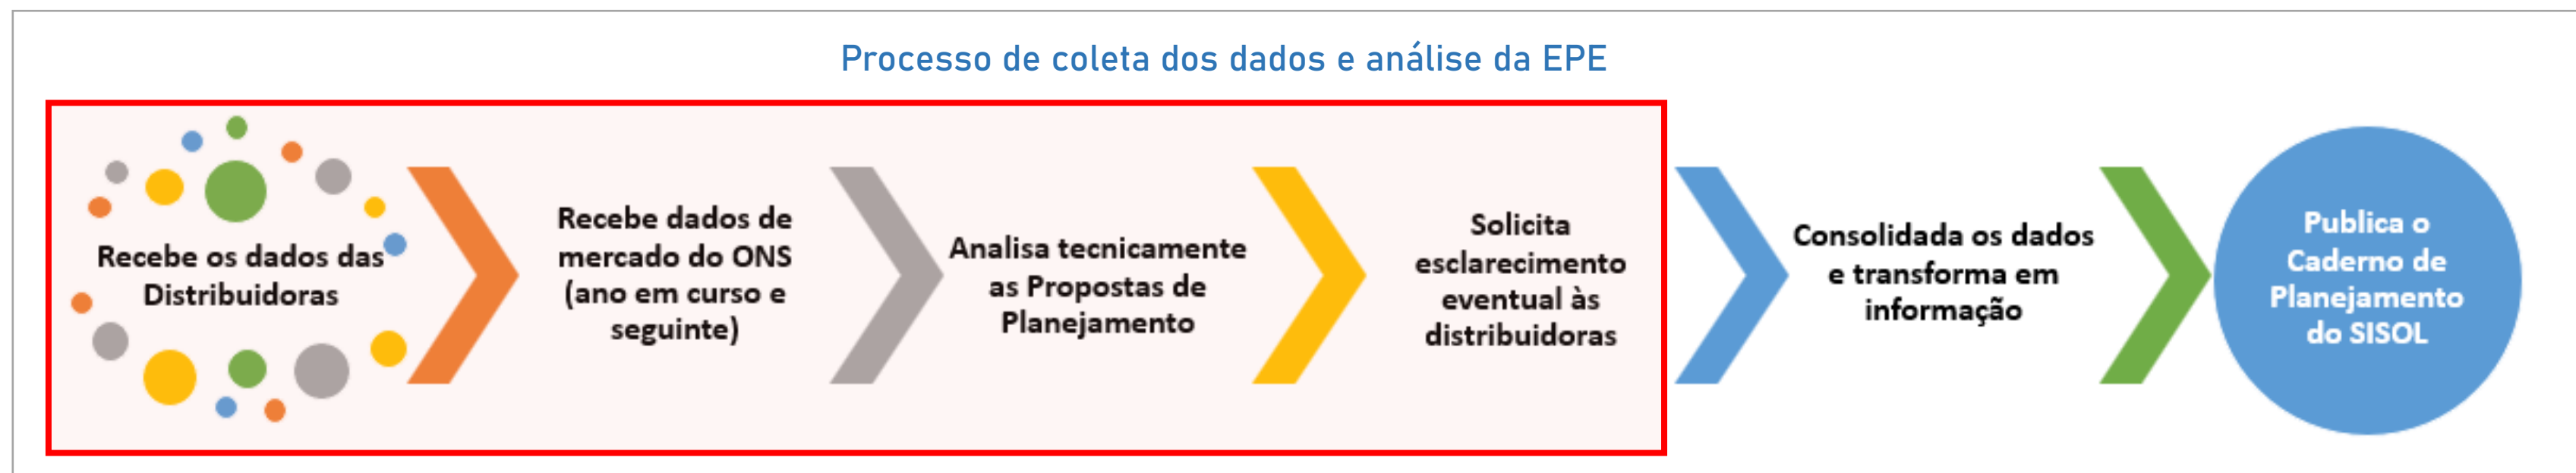 Processo de coleta dos dados e análise da EPE
Recebe os dados das
Distribuidoras
Recebe dados de
mercado do ONS
(ano em curso e
seguinte)
Analisa tecnicamente
as Propostas de
Planejamento
Solicita
esclarecimento
eventual às
distribuidoras
Consolidada os dados
e transforma em
informação
Publica o
Caderno de
Planejamento
do SISOL